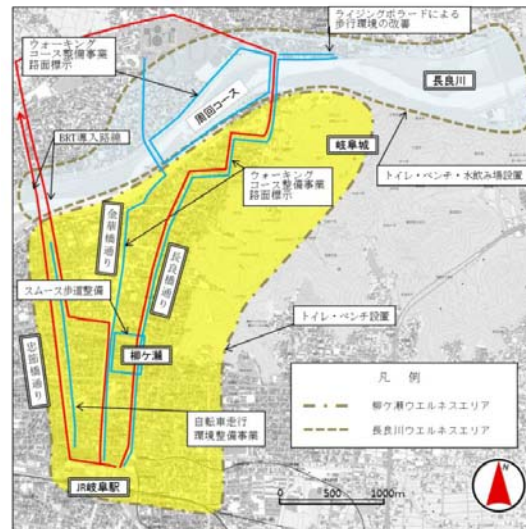 ライジングボラードによる
歩行環境の改善
ウォーキング
コース整備事業
路面標示
長良川
周回コース
BRT導入路線
岐阜城
トイレ・ベンチ・水飲み場設置
ウォーキング
コース整備事業
路面標示
金華橋通り
長良橋通り
スムース歩道整備
トイレ・ベンチ設置
柳ケ瀬
忠節橋通り
凡 例
柳ケ瀬ウエルネスエリア
長良川ウエルネスエリア
自転車走行
環境整備事業
JR岐阜駅
0 500 1000m
N